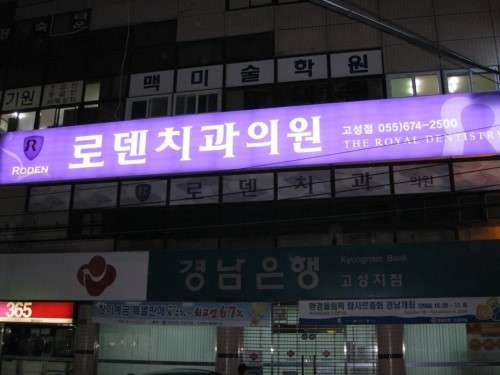 맥미술학원
기원
로덴치과의원
고성점 055)674-2500
THE ROYAL DENTISTRY
R
RODEN
로덴치과 의원
경남은행
Kyongnam Bank
고성지점
365